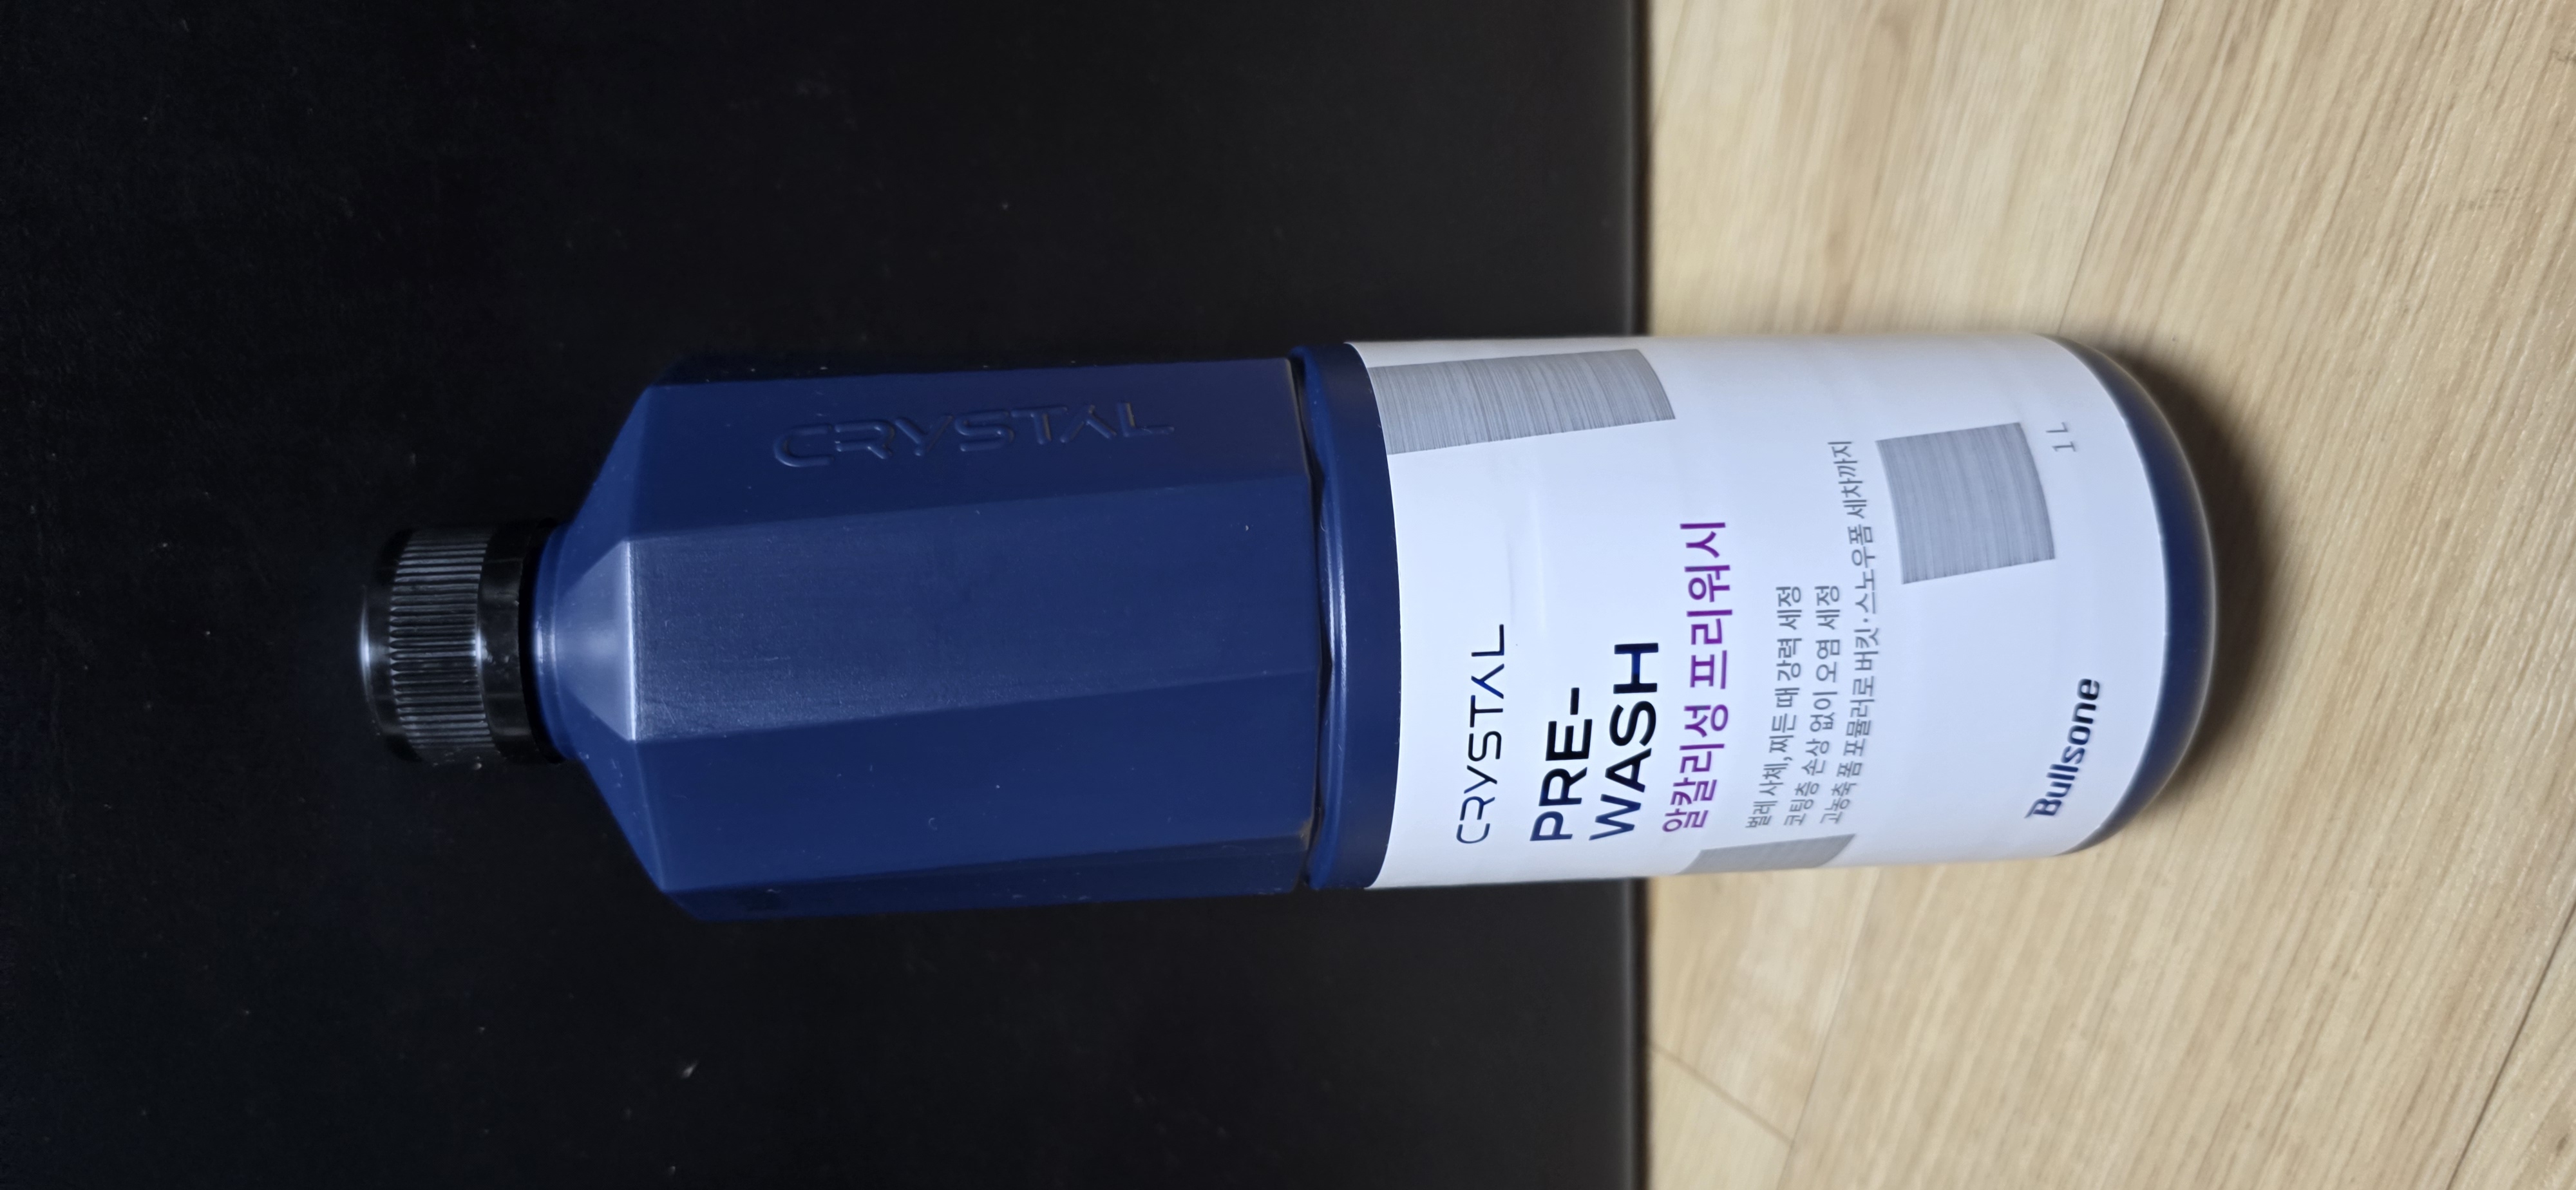 CRYSTAL
CRYSTAL
PRE-
WASH
알칼리성 프리워시
벌레 사체, 찌든 때 강력 세정
코팅층 손상 없이 오염 세정
고농축 폼 포뮬러로 버킷·스노우폼 세차까지
Bullsone
1 L